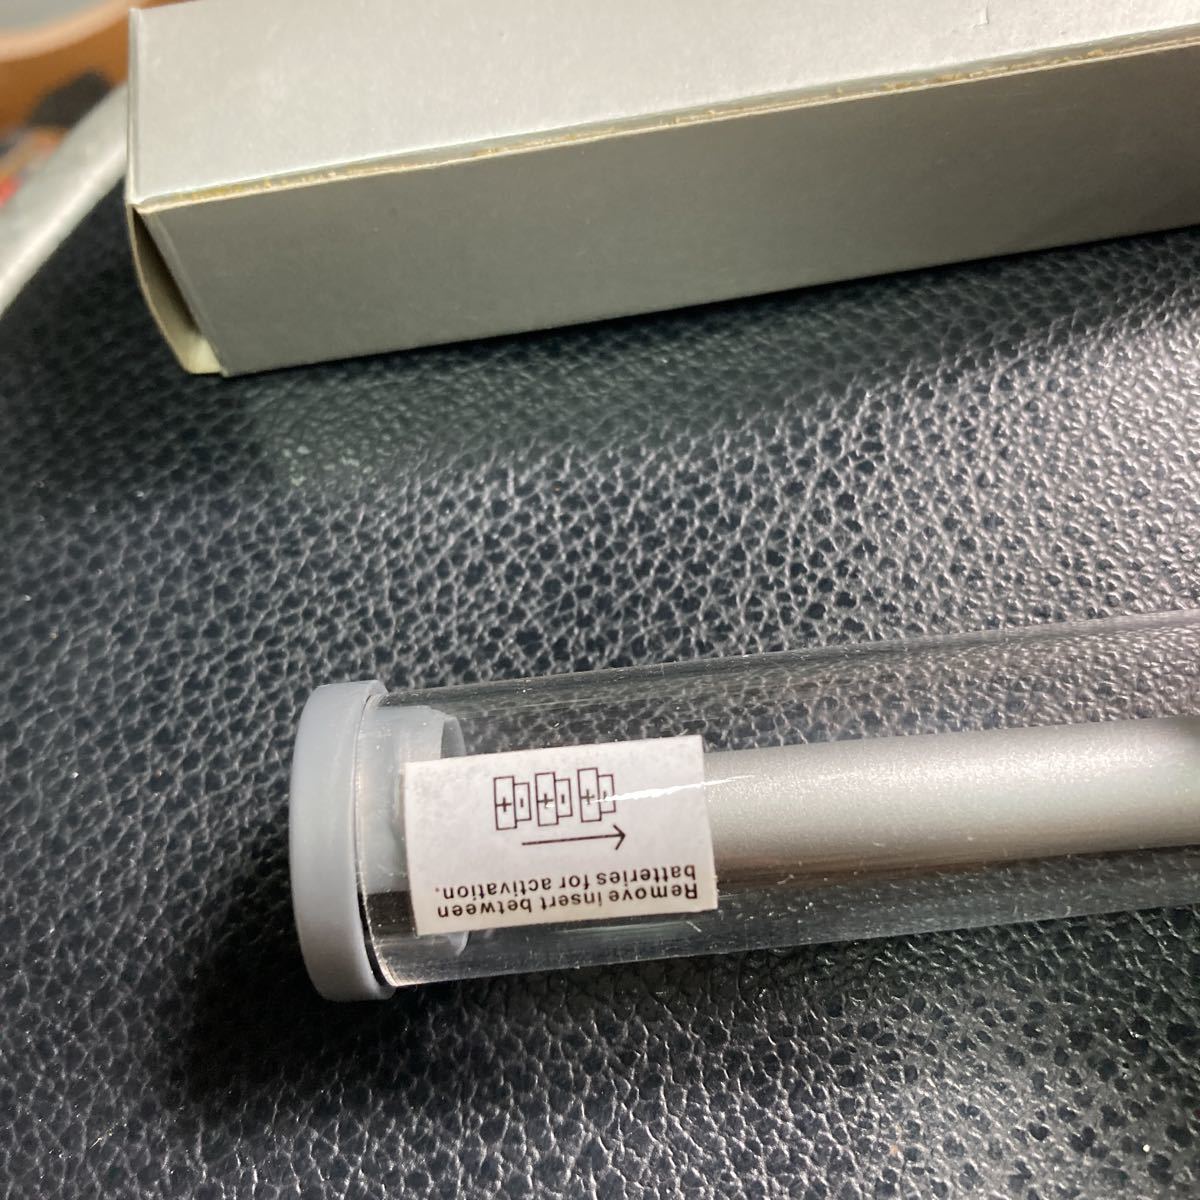 Remove insert between
batteries for activation.